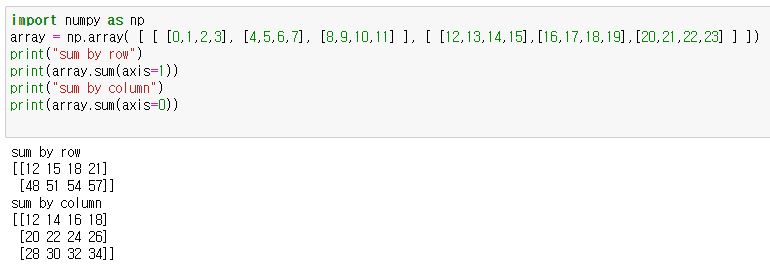 import numpy as np
array = np.array( [ [ [0,1,2,3], [4,5,6,7], [8,9,10,11] ], [ [12,13,14,15],[16,17,18,19],[20,21,22,23] ] ])
print("sum by row")
print(array.sum(axis=1))
print("sum by column")
print(array.sum(axis=0))
sum by row
[[12 15 18 21]
 [48 51 54 57]]
sum by column
[[12 14 16 18]
 [20 22 24 26]
 [28 30 32 34]]